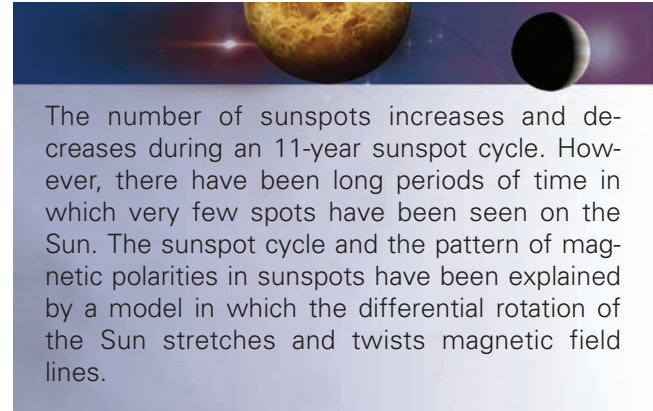 The number of sunspots increases and de-
creases during an 11-year sunspot cycle. How-
ever, there have been long periods of time in
which very few spots have been seen on the
Sun. The sunspot cycle and the pattern of mag-
netic polarities in sunspots have been explained
by a model in which the differential rotation of
the Sun stretches and twists magnetic field
lines.